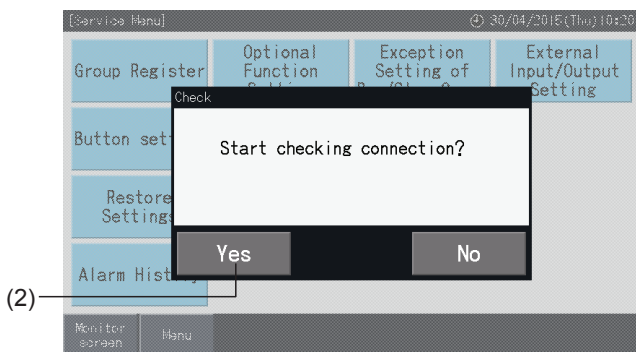 [Service Menu]
30/04/2015(Thu)10:20
Group Register
Optional
Function
Exception
Setting of
External
Input/Output
Setting
Check
Button set
Start checking connection?
Restore
Settings
Yes
No
Alarm Hist
(2)
Monitor
screen
Menu